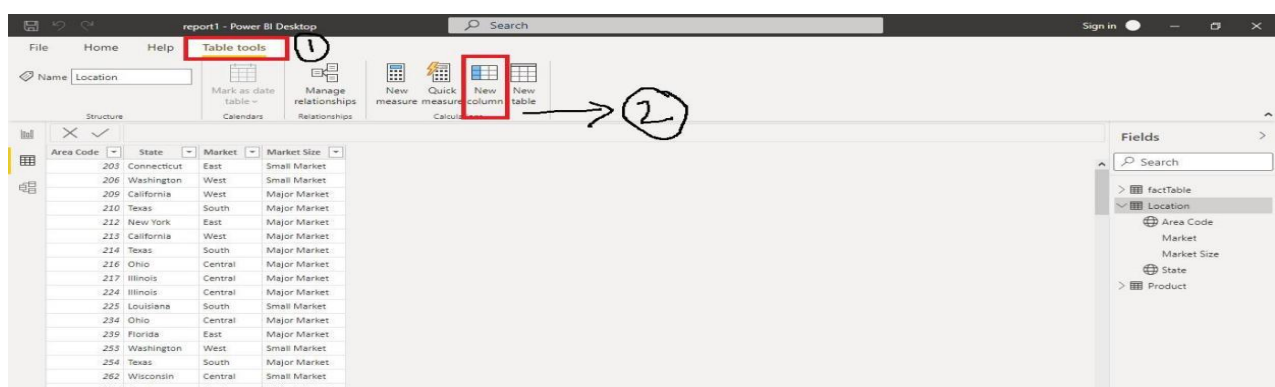 report1 - Power BI Desktop
Search
Sign in
File Home Help Table tools
1
Name Location
Mark as date table
Manage relationships
New measure
Quick measure
New column
New table
2
Structure
Calendars
Relationships
Area Code State Market Market Size
203 Connecticut East Small Market
206 Washington West Small Market
209 California West Major Market
210 Texas South Major Market
212 New York East Major Market
213 California West Major Market
214 Texas South Major Market
216 Ohio Central Major Market
217 Illinois Central Major Market
224 Illinois Central Major Market
225 Louisiana South Small Market
234 Ohio Central Major Market
239 Florida East Major Market
253 Washington West Small Market
254 Texas South Major Market
262 Wisconsin Central Small Market
Fields
Search
factTable
Location
Area Code
Market
Market Size
State
Product